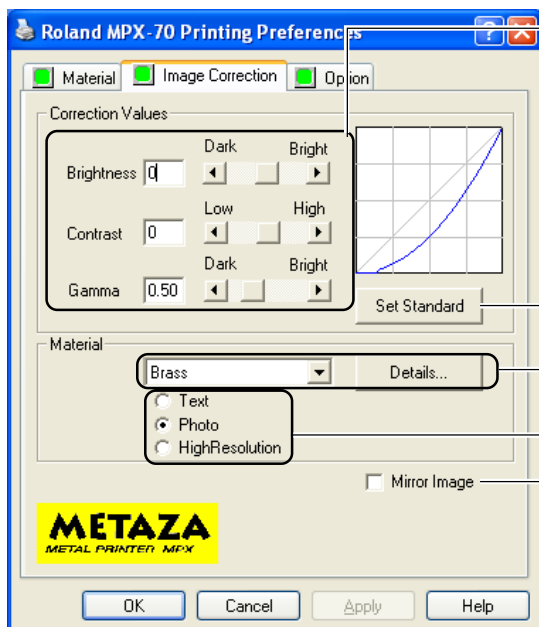 Roland MPX-70 Printing Preferences
Material
Image Correction
Option
Correction Values
Dark
Bright
Brightness
0
Low
High
Contrast
0
Dark
Bright
Gamma
0.50
Set Standard
Material
Brass
Details...
Text
Photo
HighResolution
Mirror Image
METAZA
METAL PRINTER MPX
OK
Cancel
Apply
Help